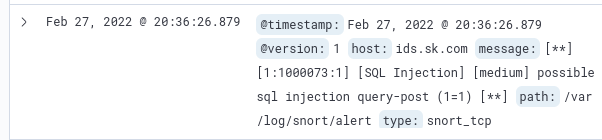 Feb 27, 2022 @ 20:36:26.879 @timestamp: Feb 27, 2022 @ 20:36:26.879
@version: 1 host: ids.sk.com message: [**]
[1:1000073:1] [SQL Injection] [medium] possible
sql injection query-post (1=1) [**] path: /var
/log/snort/alert type: snort_tcp